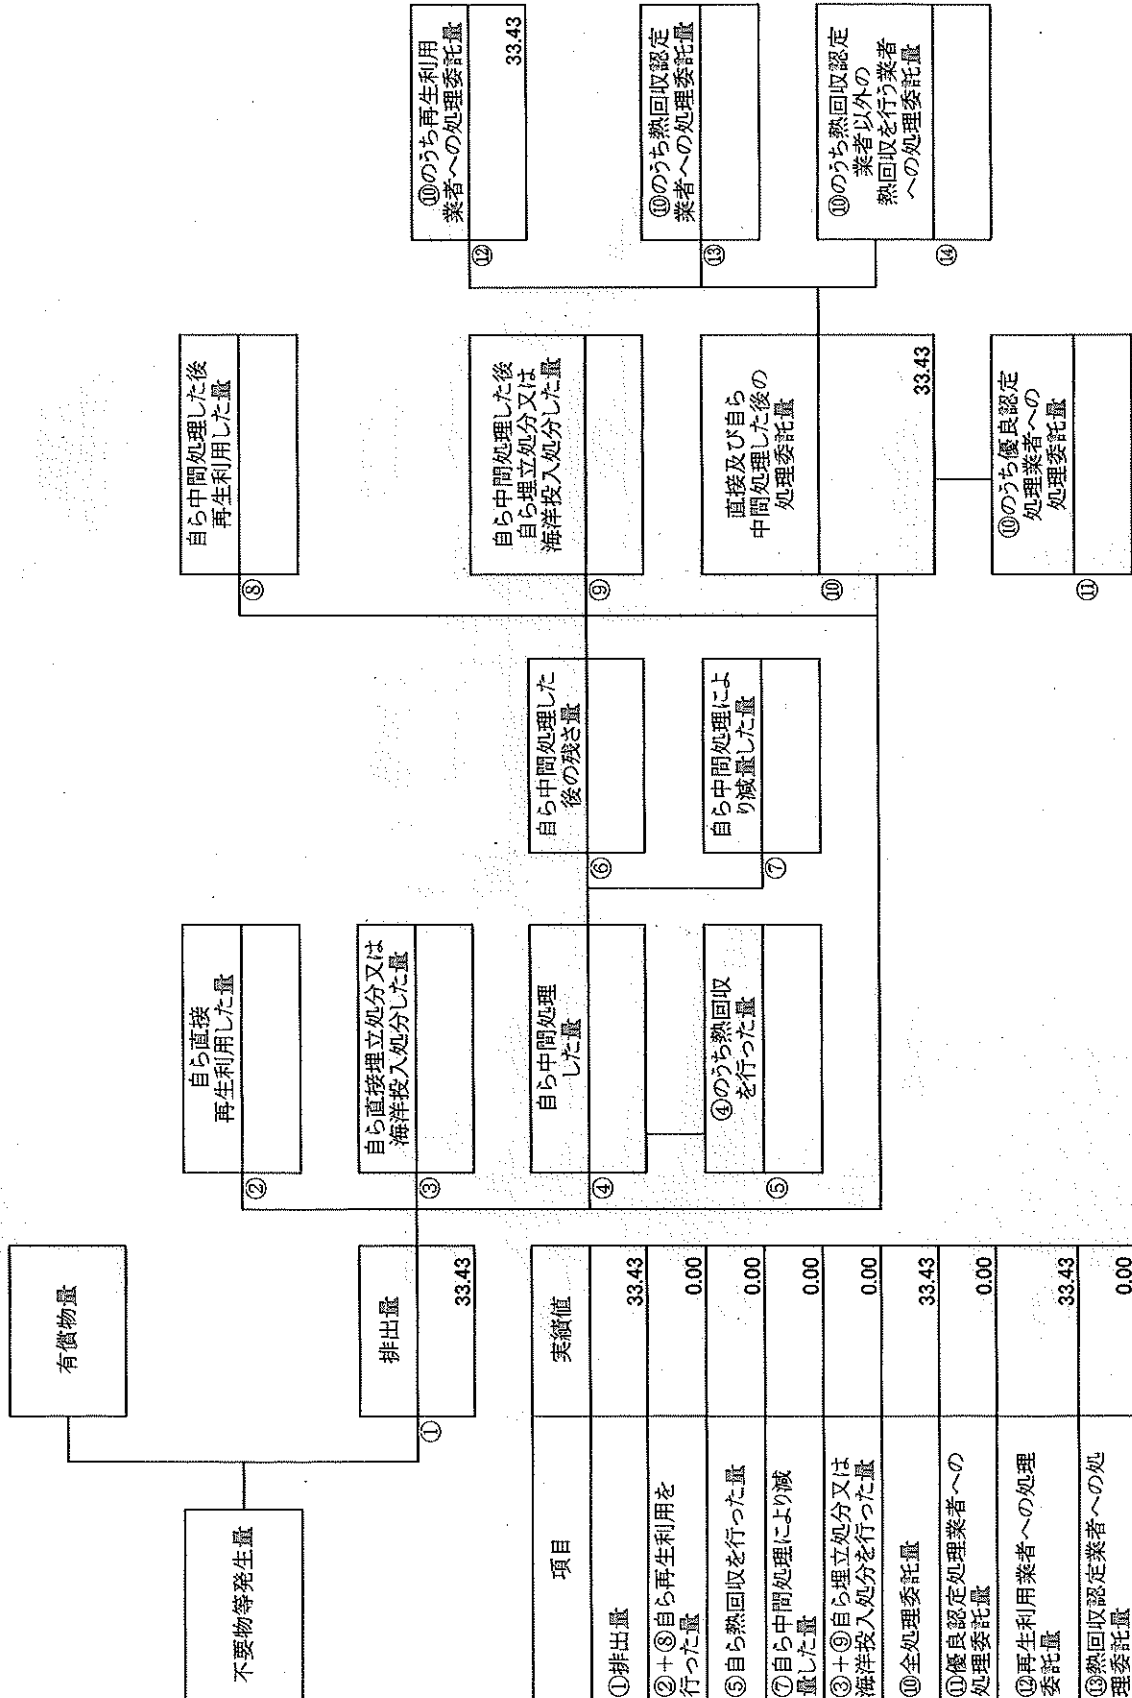 不要物等発生量
有償物量
排出量
①
33.43
自ら直接
再生利用した量
②
自ら直接埋立処分又は
海洋投入処分した量
③
自ら中間処理
した量
④
④のうち熱回収
を行った量
⑤
自ら中間処理した
後の残さ量
⑥
自ら中間処理によ
り減量した量
⑦
自ら中間処理した後
再生利用した量
⑧
自ら中間処理した後
自ら埋立処分又は
海洋投入処分した量
⑨
直接及び自ら
中間処理した後の
処理委託量
⑩
33.43
⑩のうち優良認定
処理業者への
処理委託量
⑪
⑩のうち再生利用
業者への処理委託量
⑫
33.43
⑩のうち熱回収認定
業者への処理委託量
⑬
⑩のうち熱回収認定
業者以外の
熱回収を行う業者
への処理委託量
⑭
項目 実績値
①排出量 33.43
②+⑧自ら再生利用を
行った量 0.00
⑤自ら熱回収を行った量 0.00
⑦自ら中間処理により減
量した量 0.00
③+⑨自ら埋立処分又は
海洋投入処分を行った量 0.00
⑩全処理委託量 33.43
⑪優良認定処理業者への
処理委託量 0.00
⑫再生利用業者への処理
委託量 33.43
⑬熱回収認定業者への処
理委託量 0.00